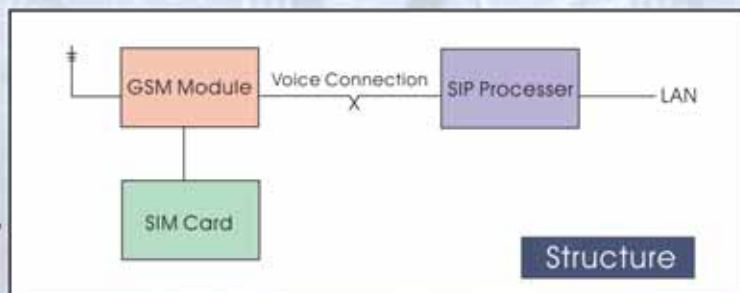 GSM Module
Voice Connection
SIP Processer
LAN
SIM Card
Structure